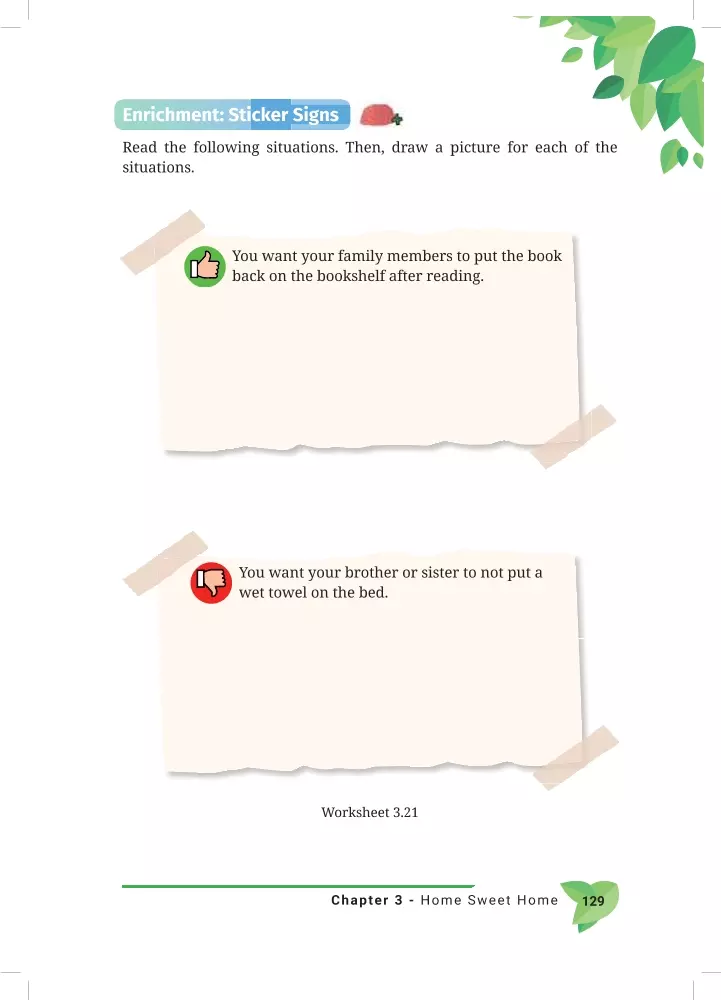 Enrichment: Sticker Signs
Read the following situations. Then, draw a picture for each of the
situations.
You want your family members to put the book
back on the bookshelf after reading.
You want your brother or sister to not put a
wet towel on the bed.
Worksheet 3.21
Chapter 3 - Home Sweet Home 129